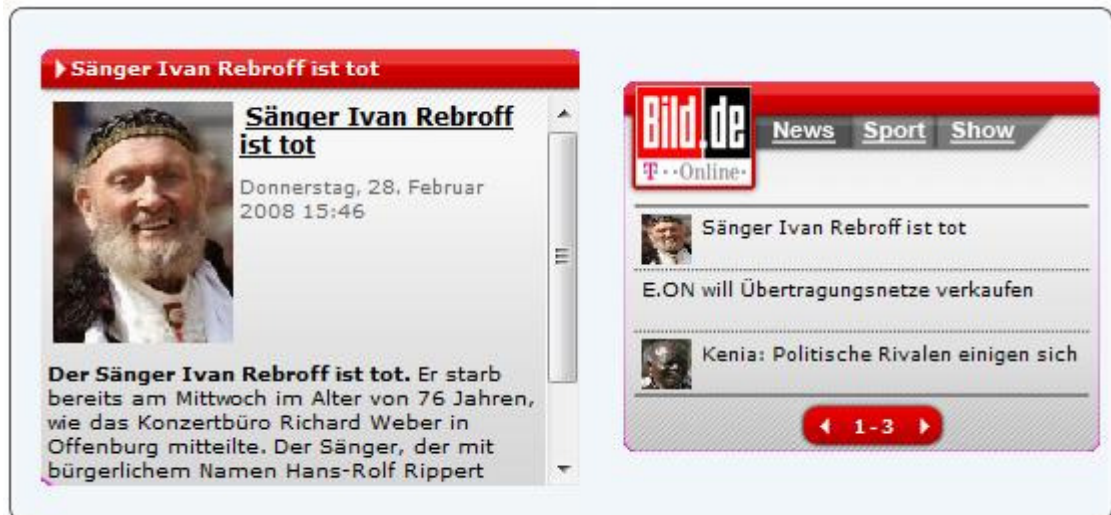 Sänger Ivan Rebroff ist tot
Sänger Ivan Rebroff
ist tot
Donnerstag, 28. Februar
2008 15:46
Der Sänger Ivan Rebroff ist tot. Er starb
bereits am Mittwoch im Alter von 76 Jahren,
wie das Konzertbüro Richard Weber in
Offenburg mitteilte. Der Sänger, der mit
bürgerlichem Namen Hans-Rolf Rippert
Bild.de
T··Online·
News Sport Show
Sänger Ivan Rebroff ist tot
E.ON will Übertragungsnetze verkaufen
Kenia: Politische Rivalen einigen sich
1-3